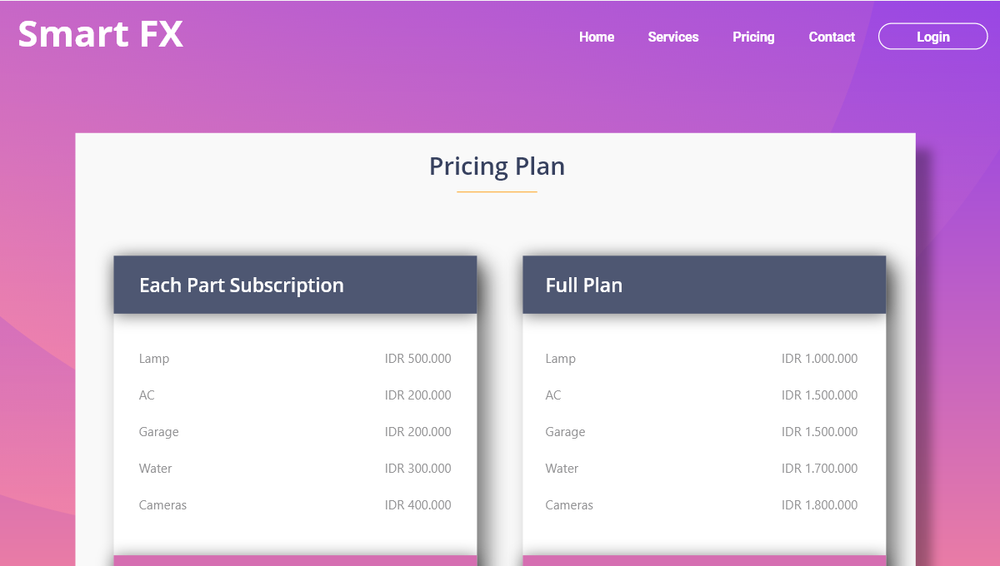 Smart FX
Home Services Pricing Contact Login
Pricing Plan
Each Part Subscription
Lamp IDR 500.000
AC IDR 200.000
Garage IDR 200.000
Water IDR 300.000
Cameras IDR 400.000
Full Plan
Lamp IDR 1.000.000
AC IDR 1.500.000
Garage IDR 1.500.000
Water IDR 1.700.000
Cameras IDR 1.800.000